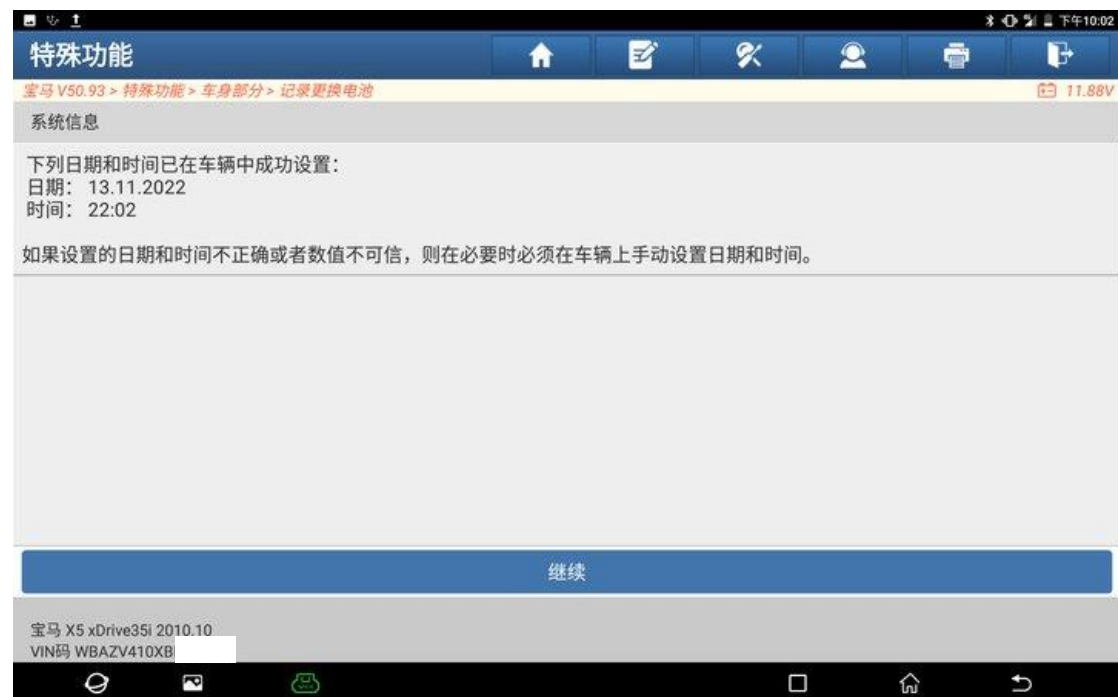 下午10:02
特殊功能
宝马 V50.93 > 特殊功能 > 车身部分 > 记录更换电池
11.88V
系统信息
下列日期和时间已在车辆中成功设置：
日期： 13.11.2022
时间： 22:02
如果设置的日期和时间不正确或者数值不可信，则在必要时必须在车辆上手动设置日期和时间。
继续
宝马 X5 xDrive35i 2010.10
VIN码 WBAZV410XB